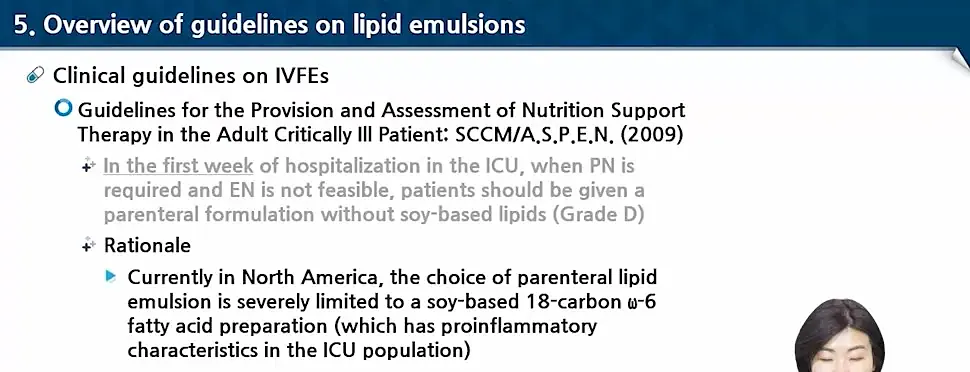 5. Overview of guidelines on lipid emulsions
Clinical guidelines on IVFEs
Guidelines for the Provision and Assessment of Nutrition Support
Therapy in the Adult Critically Ill Patient: SCCM/A.S.P.E.N. (2009)
In the first week of hospitalization in the ICU, when PN is
required and EN is not feasible, patients should be given a
parenteral formulation without soy-based lipids (Grade D)
Rationale
Currently in North America, the choice of parenteral lipid
emulsion is severely limited to a soy-based 18-carbon ω-6
fatty acid preparation (which has proinflammatory
characteristics in the ICU population)